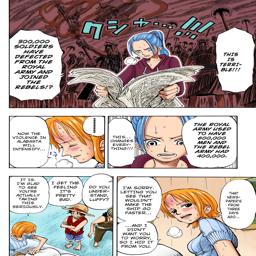 クシャ…!!!
300,000
SOLDIERS
HAVE
DEFECTED
FROM THE
ROYAL
ARMY AND
JOINED
THE
REBELS!?
THIS IS
TERRI-
BLE!!!
THE ROYAL
ARMY USED
TO HAVE
600,000
MEN AND
THE REBEL
ARMY HAD
400,000.
THIS
CHANGES
EVERY-
THING!!!
NOW THE
VIOLENCE IN
ALABASTA
WILL
INTENSIFY...
THE
NEWS-
PAPER'S
FROM
THREE
DAYS
AGO...
I'M SORRY.
LETTING YOU
SEE THAT
WOULDN'T
MAKE THE
SHIP GO
FASTER...
AND I
DIDN'T
WANT YOU
TO WORRY,
SO I HID IT
FROM YOU.
DO YOU
UNDER-
STAND,
LUFFY?
I GET THE
FEELING
IT'S
PRETTY
BAD.
IT IS.
I'M GLAD
TO SEE
YOU'RE
ACTUALLY
TAKING
THIS
SERIOUSLY.